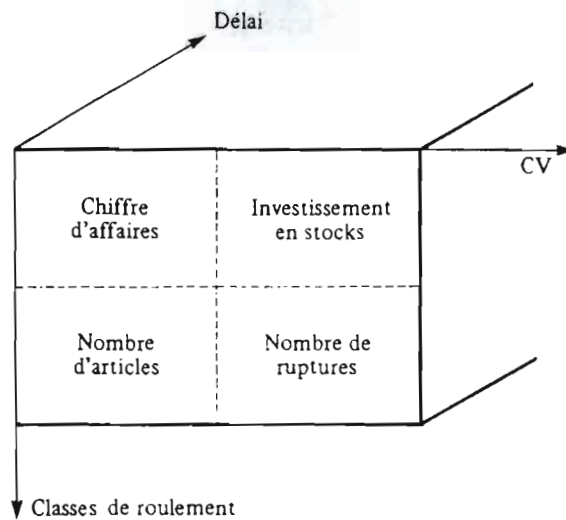 Délai
CV
Chiffre
d'affaires
Investissement
en stocks
Nombre
d'articles
Nombre de
ruptures
Classes de roulement